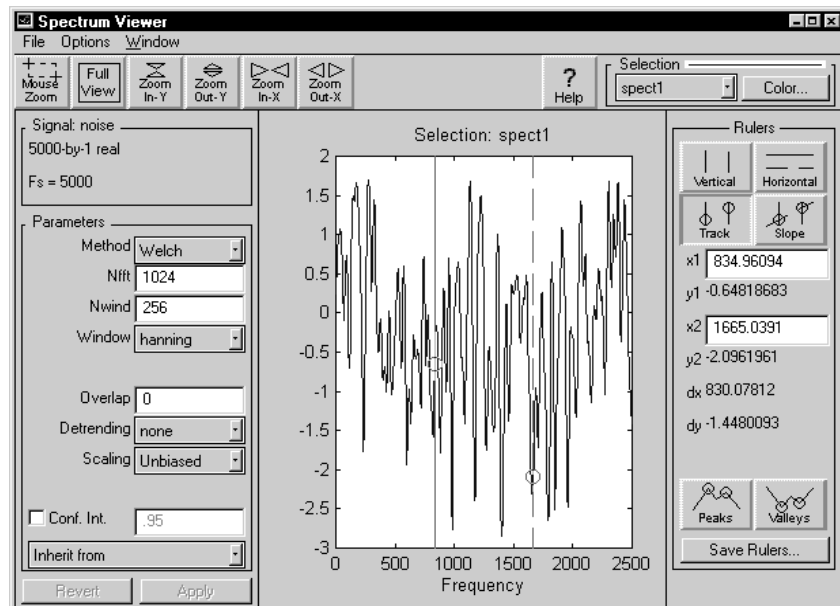 Spectrum Viewer
File Options Window
Mouse Zoom
Full View
Zoom In-Y
Zoom Out-Y
Zoom In-X
Zoom Out-X
?
Help
Selection
spect1
Color...
Signal: noise
5000-by-1 real
Fs = 5000
Parameters
Method Welch
Nfft 1024
Nwind 256
Window hanning
Overlap 0
Detrending none
Scaling Unbiased
Conf. Int. .95
Inherit from
Revert
Apply
Selection: spect1
2
1.5
1
0.5
0
-0.5
-1
-1.5
-2
-2.5
-3
0 500 1000 1500 2000 2500
Frequency
Rulers
Vertical
Horizontal
Track
Slope
x1 834.96094
y1 -0.64818683
x2 1665.0391
y2 -2.0961961
dx 830.07812
dy -1.4480093
Peaks
Valleys
Save Rulers...